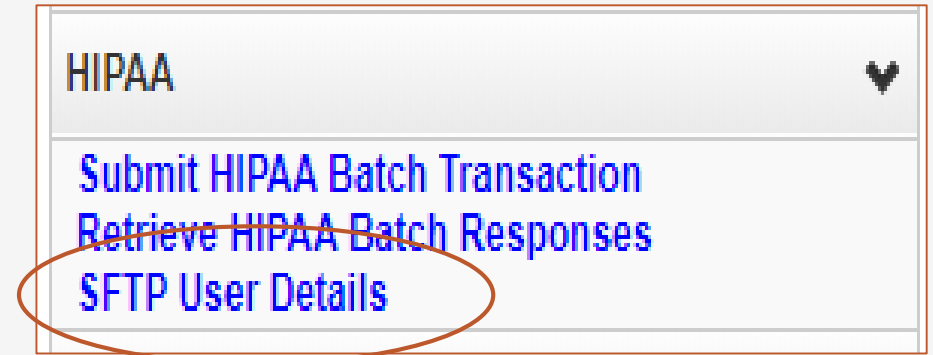 HIPAA
Submit HIPAA Batch Transaction
Retrieve HIPAA Batch Responses
SFTP User Details